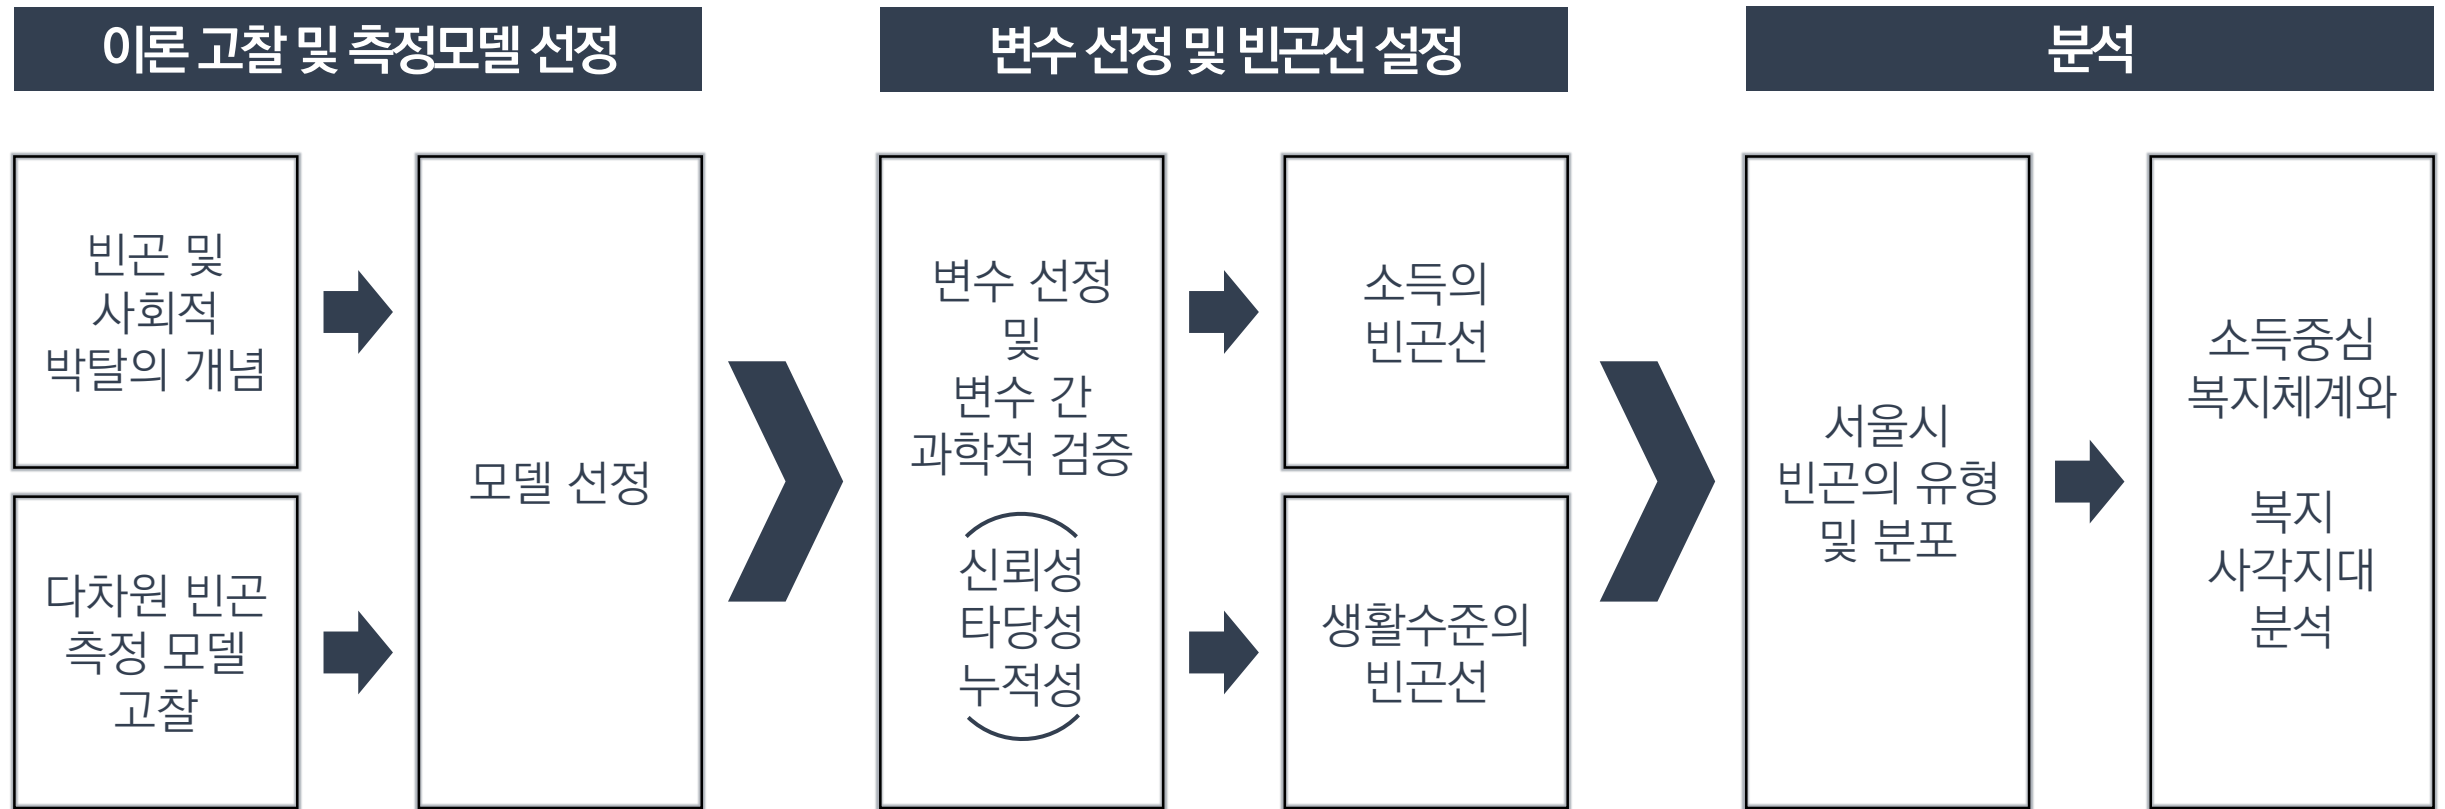 이론 고찰 및 측정모델 선정
빈곤 및
사회적
박탈의 개념
다차원 빈곤
측정 모델
고찰
모델 선정
변수 선정 및 빈곤선 설정
변수 선정
및
변수 간
과학적 검증
신뢰성
타당성
누적성
소득의
빈곤선
생활수준의
빈곤선
분석
서울시
빈곤의 유형
및 분포
소득중심
복지체계와
복지
사각지대
분석